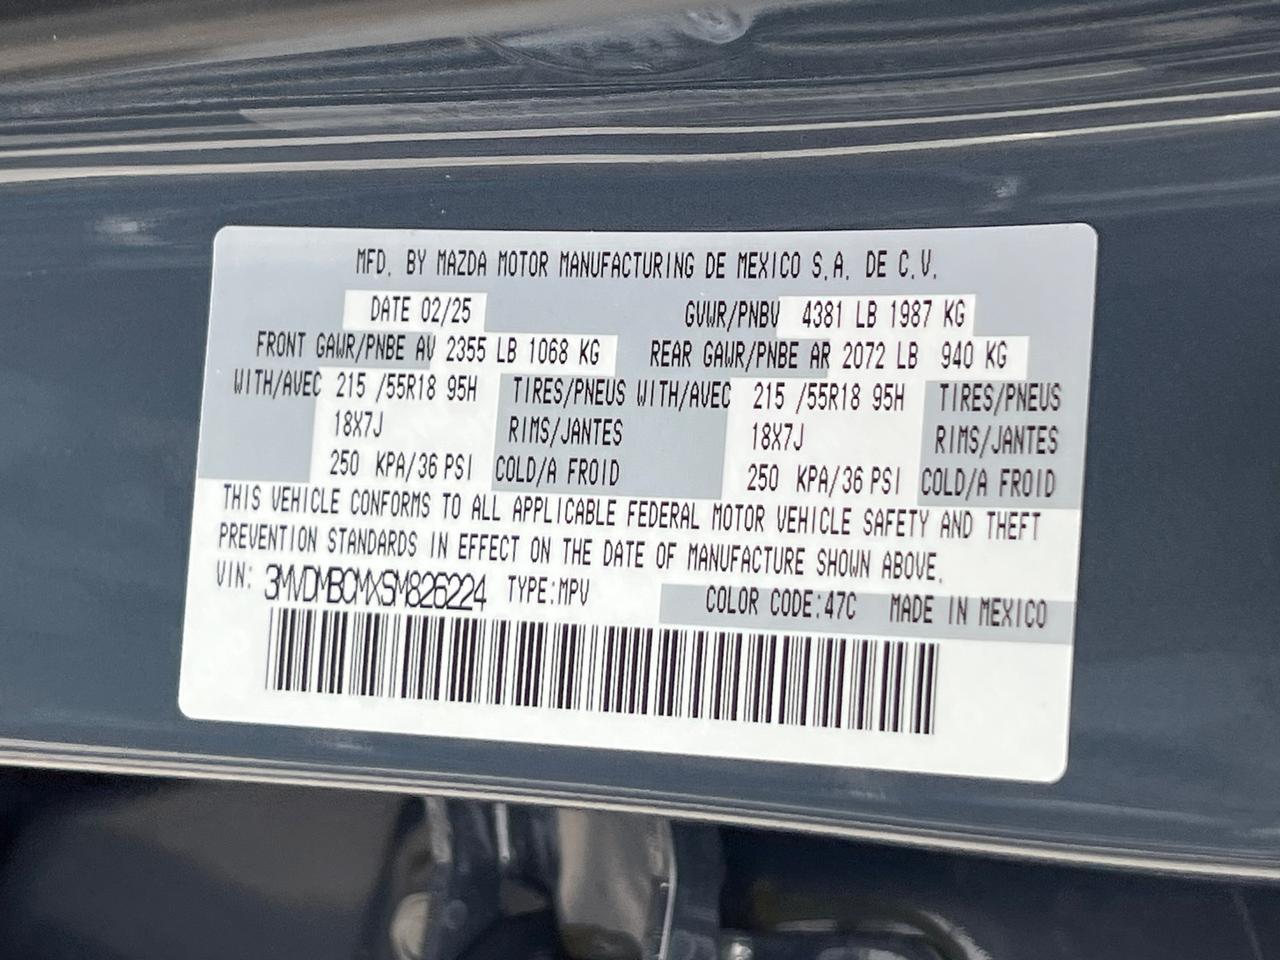 MFD. BY MAZDA MOTOR MANUFACTURING DE MEXICO S.A. DE C.V.
DATE 02/25 GVWR/PNBV 4381 LB 1987 KG
FRONT GAWR/PNBE AV 2355 LB 1068 KG REAR GAWR/PNBE AR 2072 LB 940 KG
WITH/AVEC 215 /55R18 95H TIRES/PNEUS WITH/AVEC 215 /55R18 95H TIRES/PNEUS
18X7J RIMS/JANTES 18X7J RIMS/JANTES
250 KPA/36 PSI COLD/A FROID 250 KPA/36 PSI COLD/A FROID
THIS VEHICLE CONFORMS TO ALL APPLICABLE FEDERAL MOTOR VEHICLE SAFETY AND THEFT
PREVENTION STANDARDS IN EFFECT ON THE DATE OF MANUFACTURE SHOWN ABOVE.
VIN: 3MVDMBCMXSM826224 TYPE:MPV COLOR CODE:47C MADE IN MEXICO